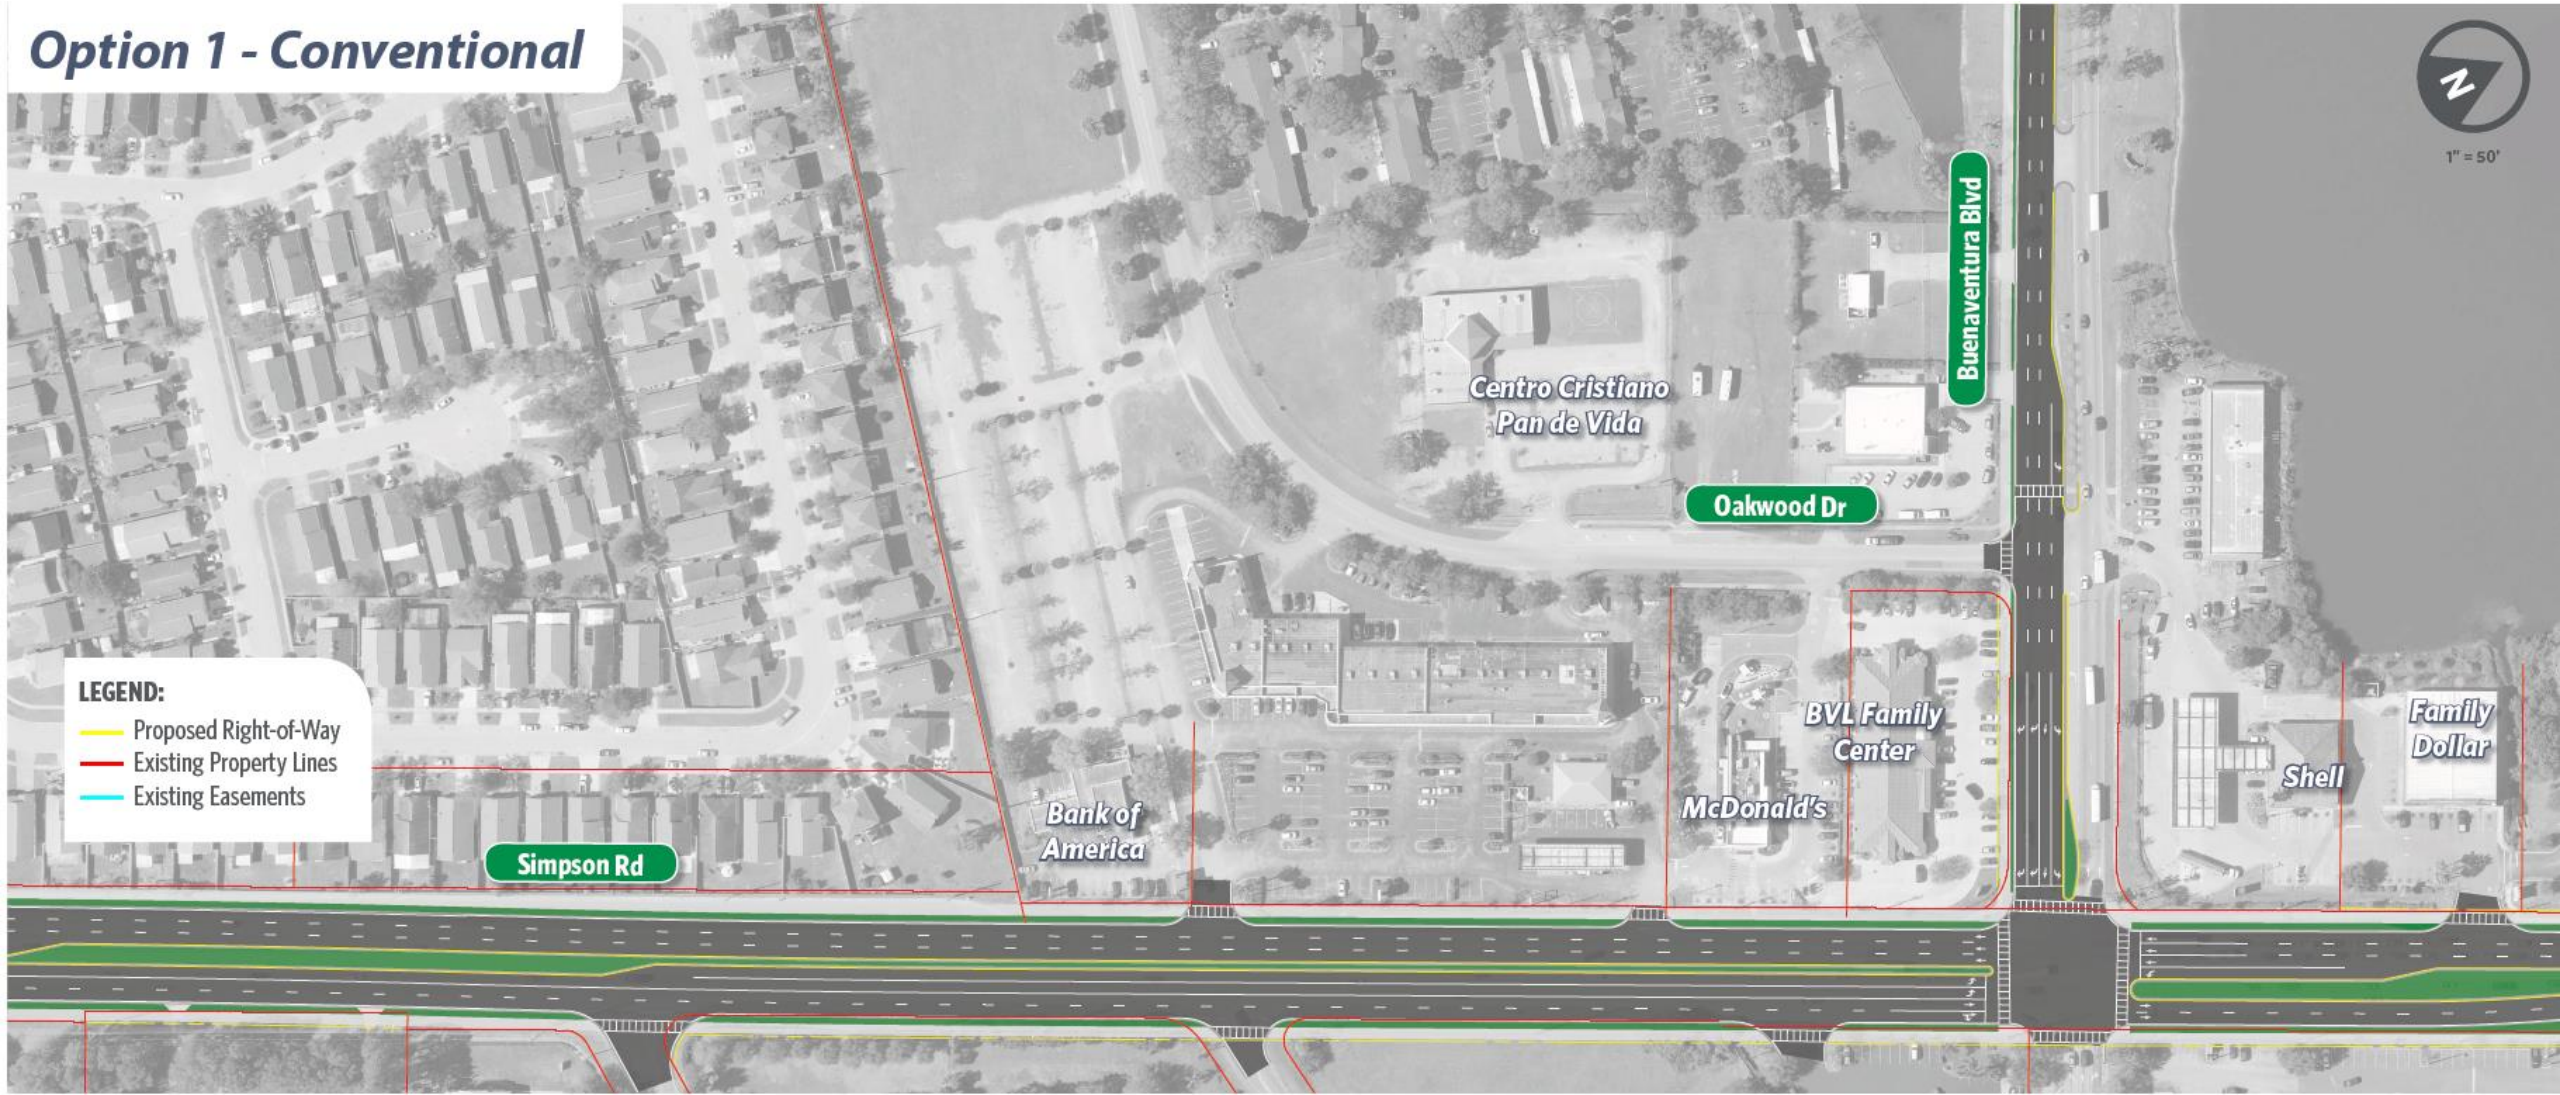 Option 1 - Conventional
N
1" = 50'
Buenaventura Blvd
Centro Cristiano
Pan de Vida
Oakwood Dr
LEGEND:
Proposed Right-of-Way
Existing Property Lines
Existing Easements
BVL Family
Center
Family
Dollar
Shell
McDonald's
Bank of
America
Simpson Rd